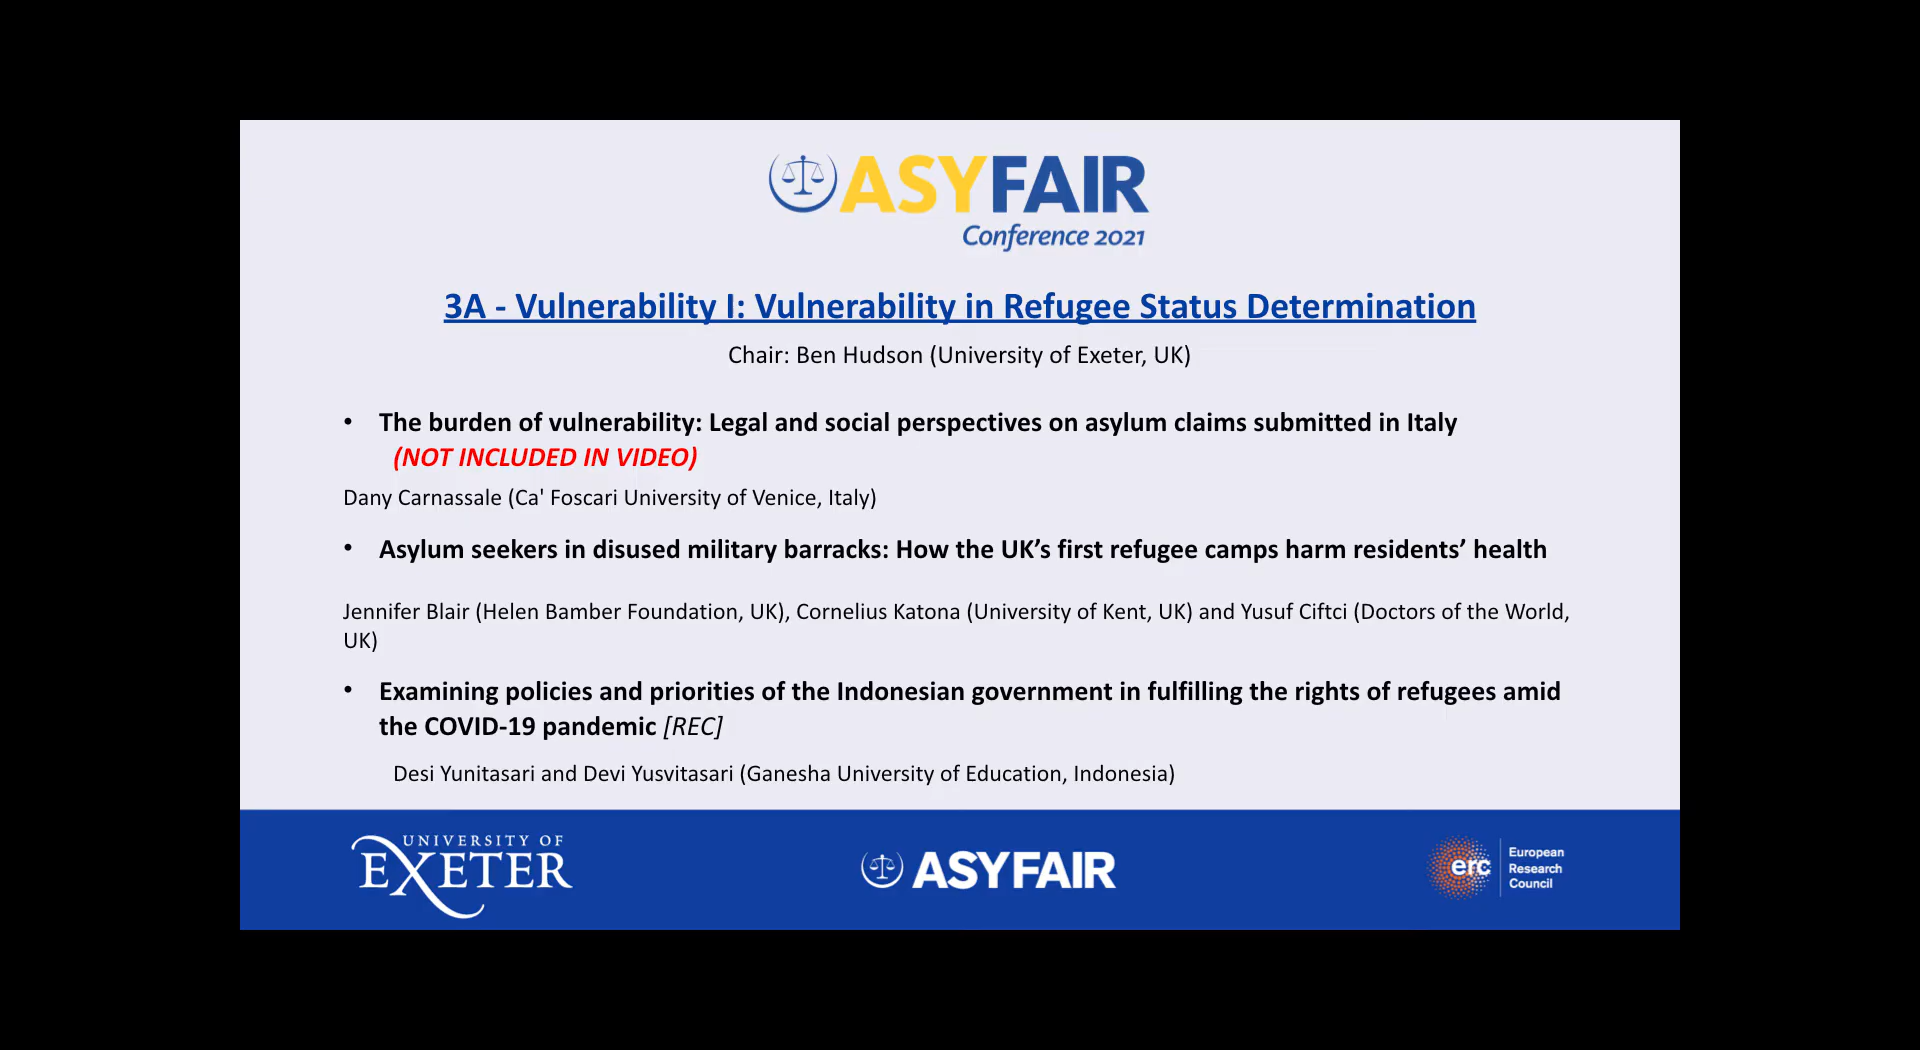 ASYFAIR
Conference 2021
3A - Vulnerability I: Vulnerability in Refugee Status Determination
Chair: Ben Hudson (University of Exeter, UK)
• The burden of vulnerability: Legal and social perspectives on asylum claims submitted in Italy
(NOT INCLUDED IN VIDEO)
Dany Carnassale (Ca' Foscari University of Venice, Italy)
• Asylum seekers in disused military barracks: How the UK’s first refugee camps harm residents’ health
Jennifer Blair (Helen Bamber Foundation, UK), Cornelius Katona (University of Kent, UK) and Yusuf Ciftci (Doctors of the World,
UK)
• Examining policies and priorities of the Indonesian government in fulfilling the rights of refugees amid
the COVID-19 pandemic [REC]
Desi Yunitasari and Devi Yusvitasari (Ganesha University of Education, Indonesia)
UNIVERSITY OF
EXETER
ASYFAIR
erc
European
Research
Council